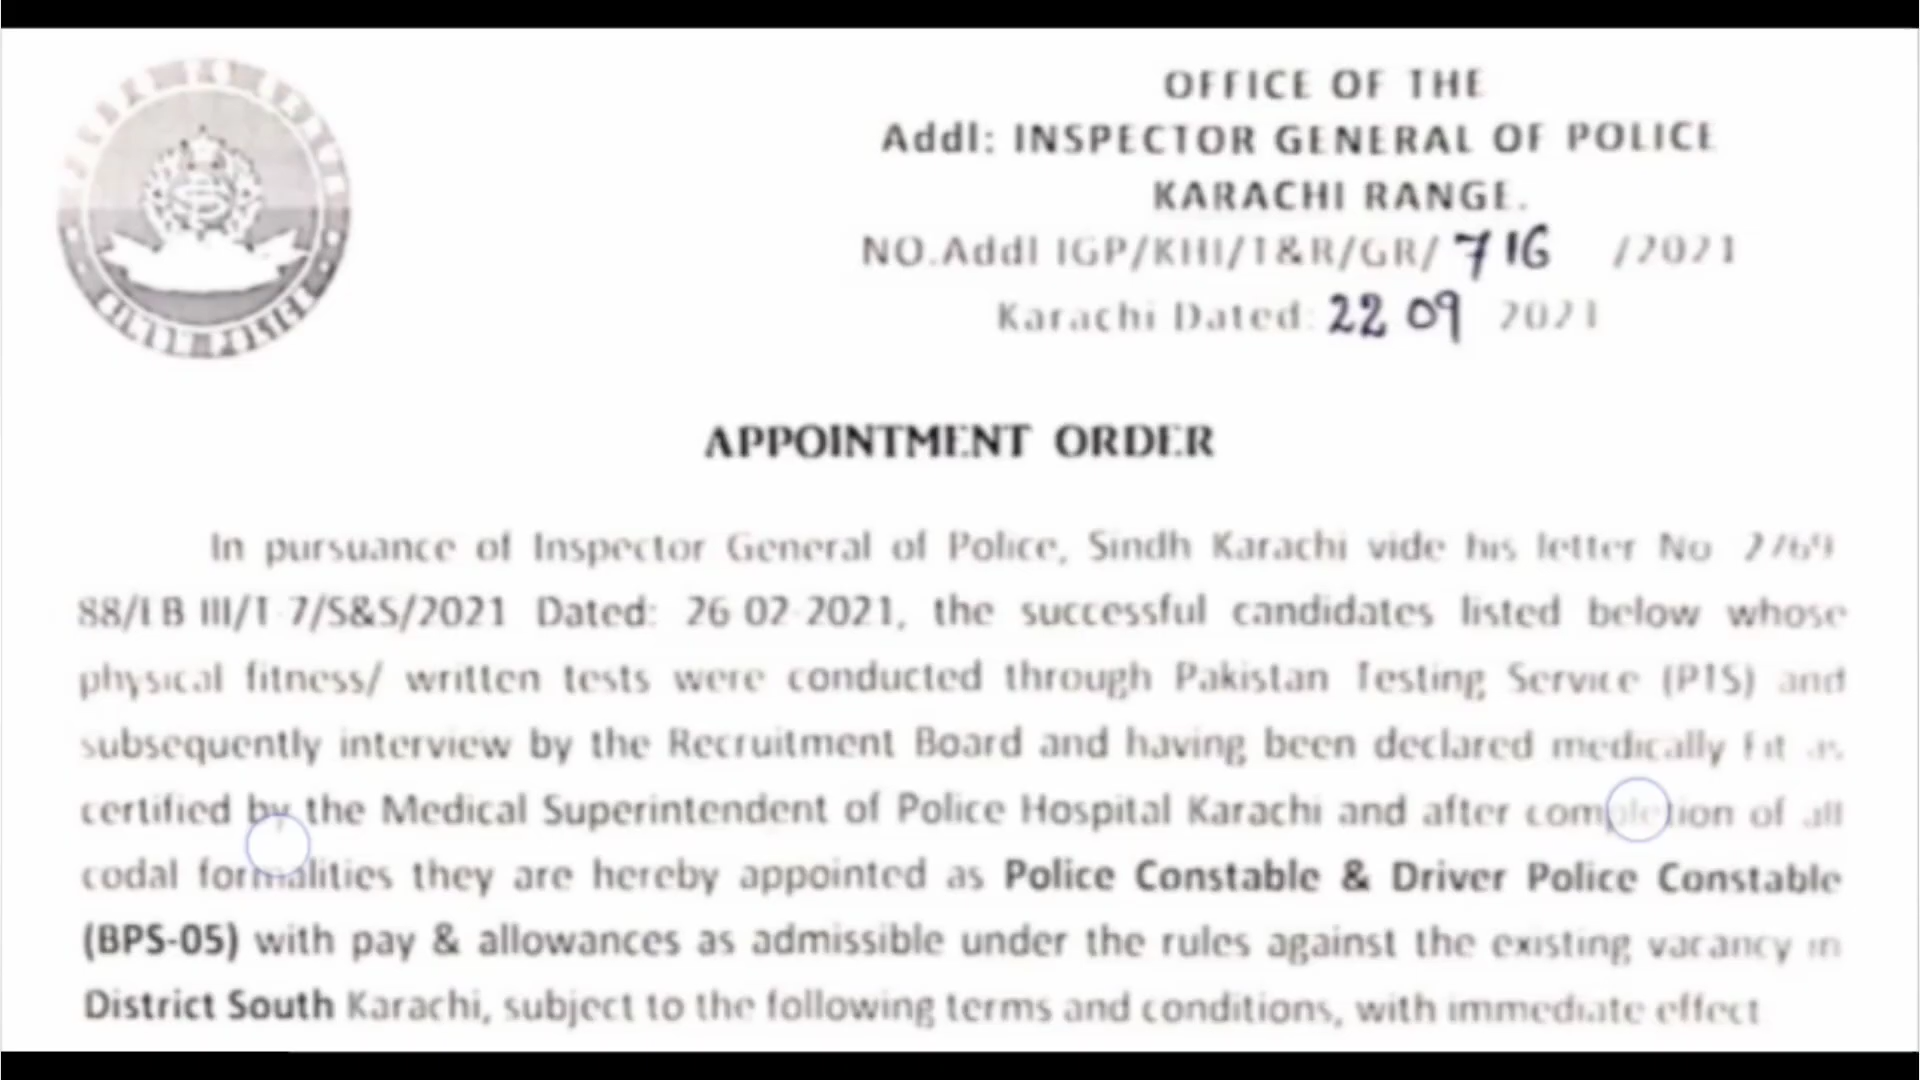 OFFICE OF THE
Addl: INSPECTOR GENERAL OF POLICE
KARACHI RANGE.
NO.Addl IGP/KHI/T&R/GR/ 716 /2021
Karachi Dated: 22 09 2021
APPOINTMENT ORDER
In pursuance of Inspector General of Police, Sindh Karachi vide his letter No
88/EB III/T 7/S&S/2021 Dated: 26 02 2021, the successful candidates listed below whose
physical fitness/ written tests were conducted through Pakistan Testing Service (PTS) and
subsequently interview by the Recruitment Board and having been declared medically fit as
certified by the Medical Superintendent of Police Hospital Karachi and after completion of all
codal formalities they are hereby appointed as Police Constable & Driver Police Constable
(BPS-05) with pay & allowances as admissible under the rules against the existing vacancy in
District South Karachi, subject to the following terms and conditions, with immediate effect